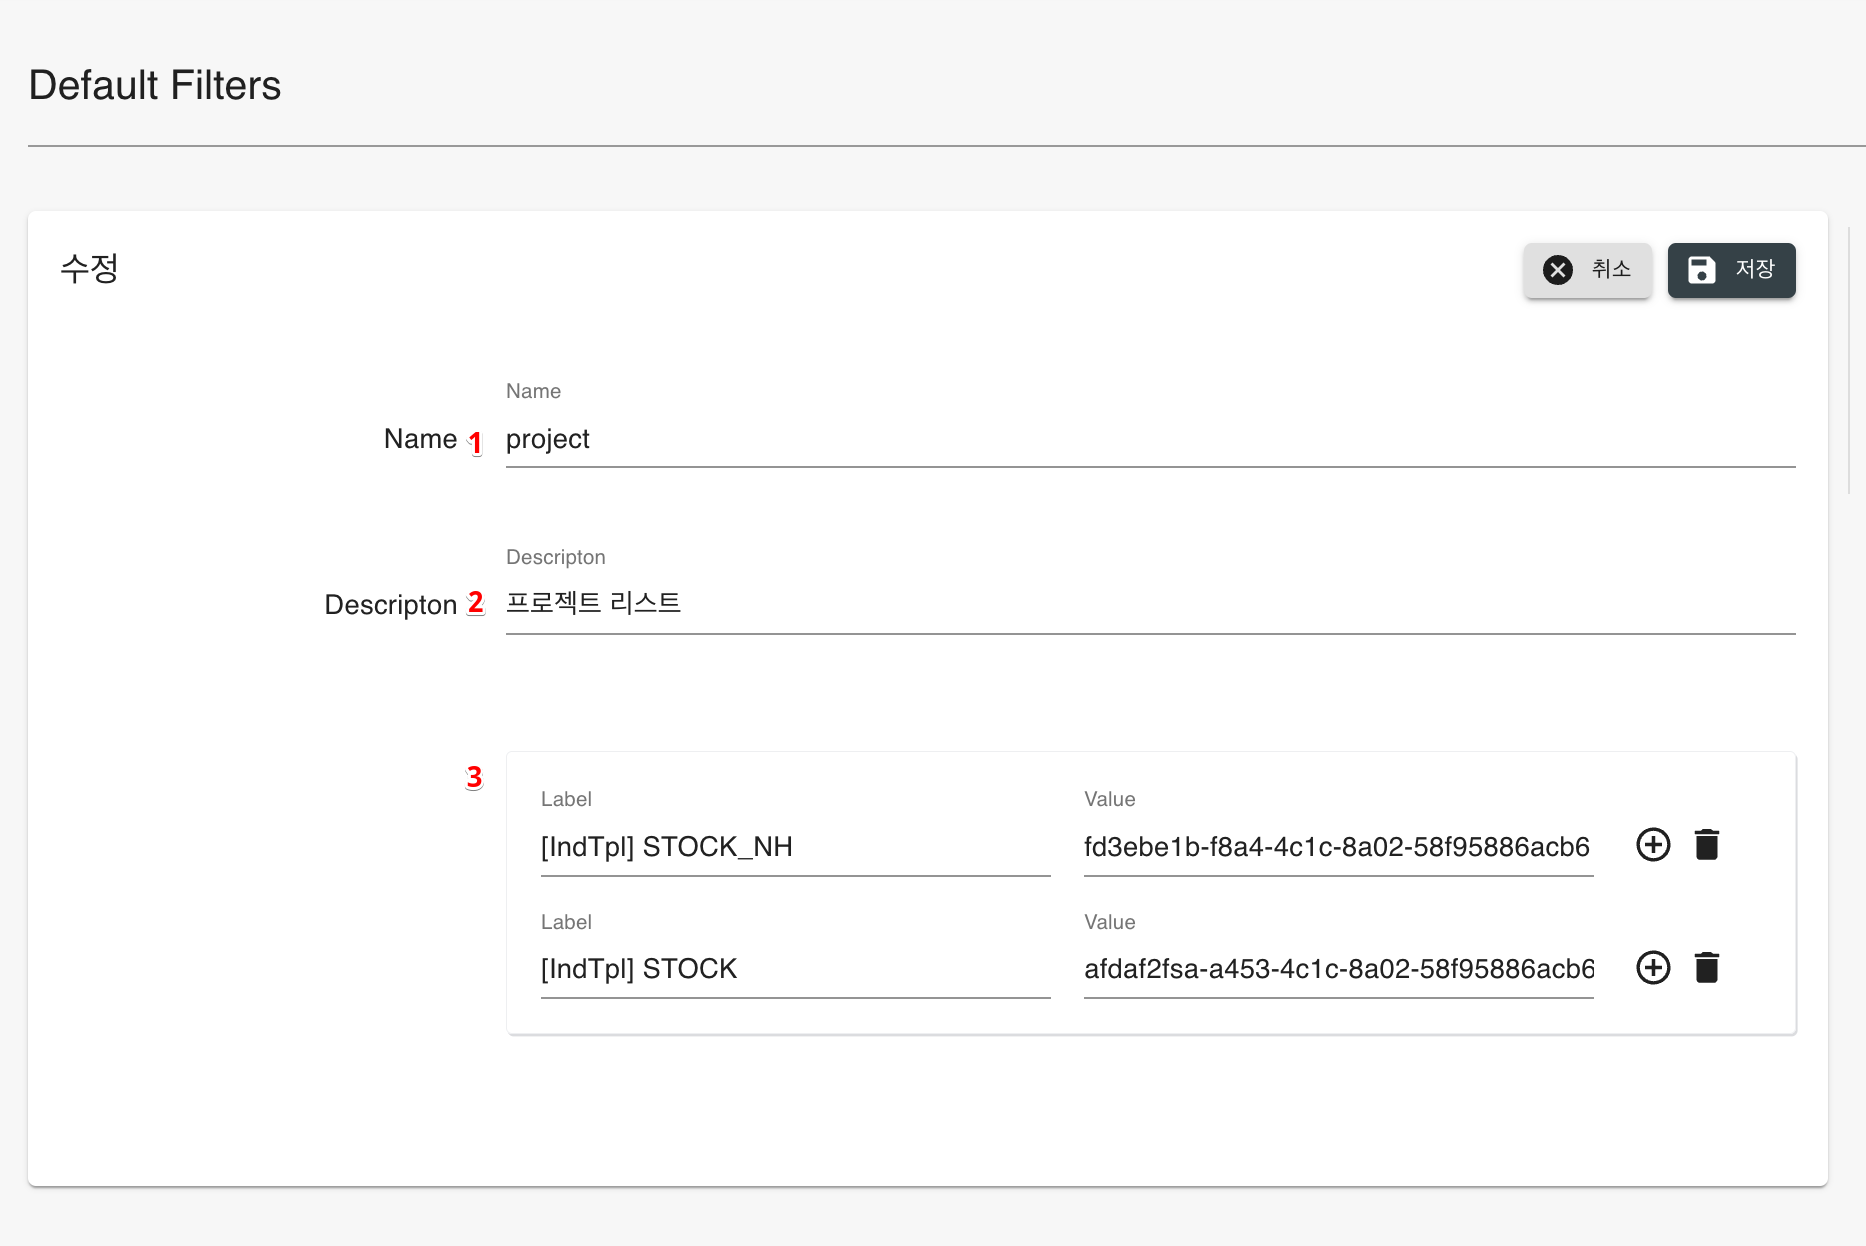 Default Filters
수정
취소
저장
Name
Name 1 project
Descripton
Descripton 2 프로젝트 리스트
3
Label Value
[IndTpl] STOCK_NH fd3ebe1b-f8a4-4c1c-8a02-58f95886acb6
Label Value
[IndTpl] STOCK afdaf2fsa-a453-4c1c-8a02-58f95886acb6